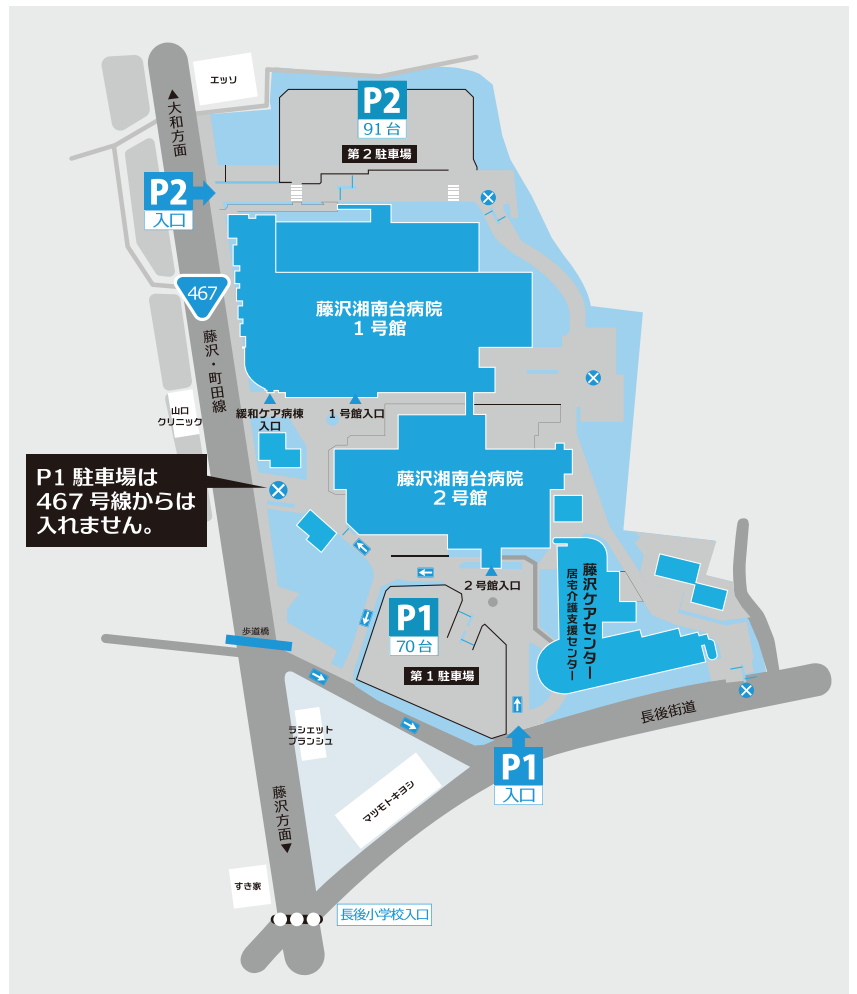 エッソ
P2
91台
第2駐車場
▲大和方面
P2
入口
467
藤沢湘南台病院
1号館
藤沢・町田線
山口
クリニック
緩和ケア病棟
入口
1号館入口
P1駐車場は
467号線からは
入れません。
藤沢湘南台病院
2号館
2号館入口
藤沢ケアセンター
居宅介護支援センター
P1
70台
第1駐車場
歩道橋
長後街道
ラシェット
ブランシュ
P1
入口
マツモトキヨシ
藤沢方面▼
すき家
長後小学校入口